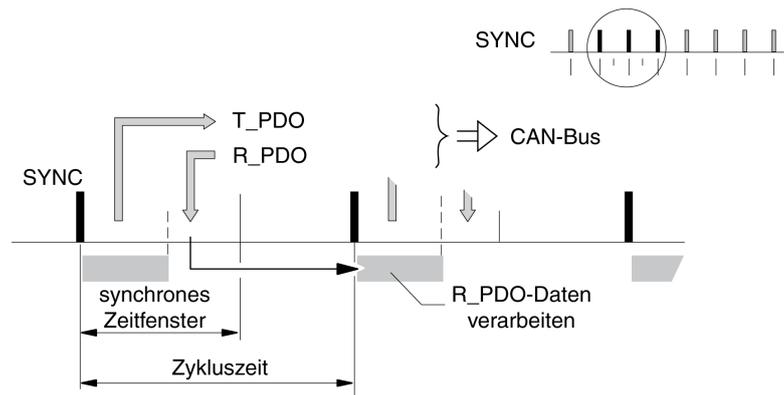 SYNC
T_PDO
R_PDO
CAN-Bus
SYNC
synchrones
Zeitfenster
R_PDO-Daten
verarbeiten
Zykluszeit